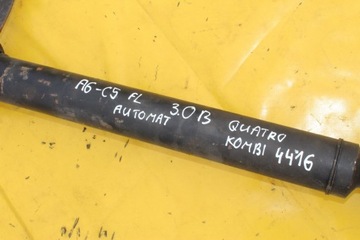 A6-C5 FL 3.0B QUATRO
AUTOMAT KOMBI 4416